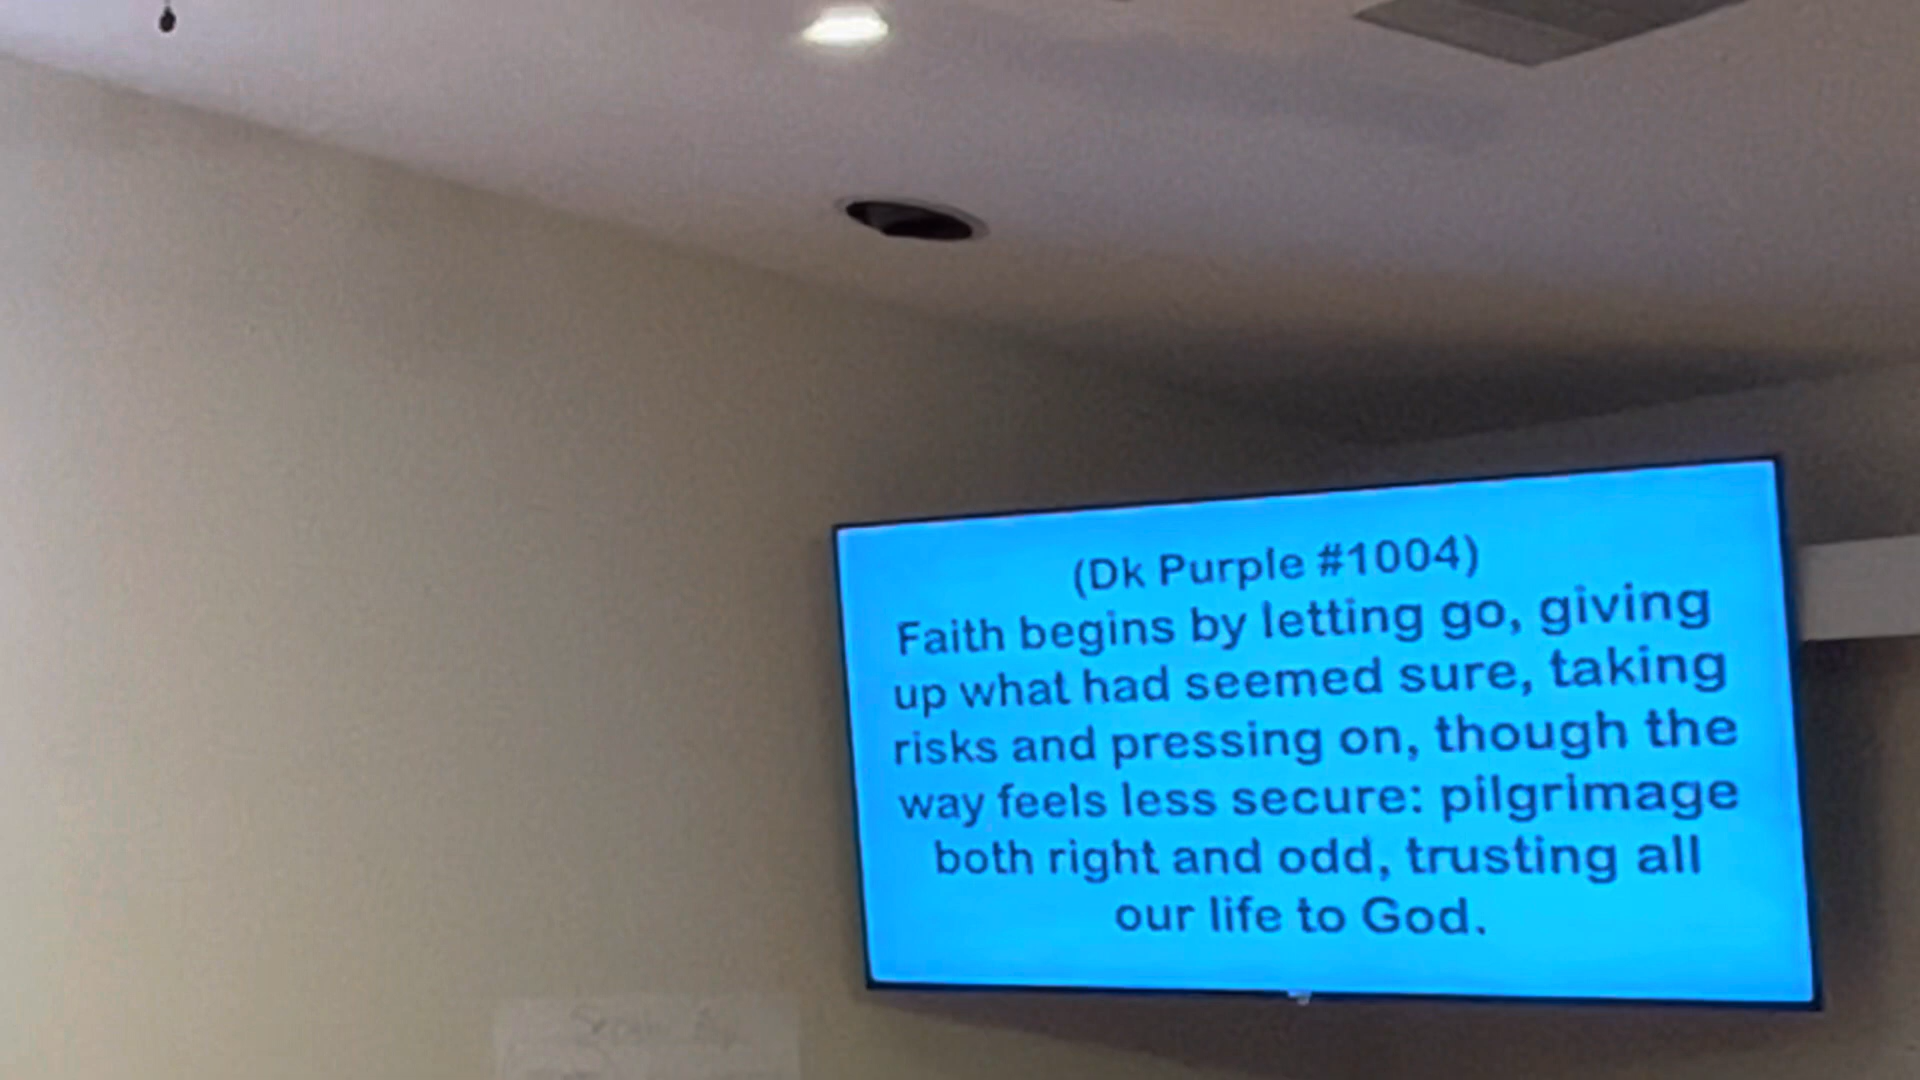 (Dk Purple #1004)
Faith begins by letting go, giving
up what had seemed sure, taking
risks and pressing on, though the
way feels less secure: pilgrimage
both right and odd, trusting all
our life to God.